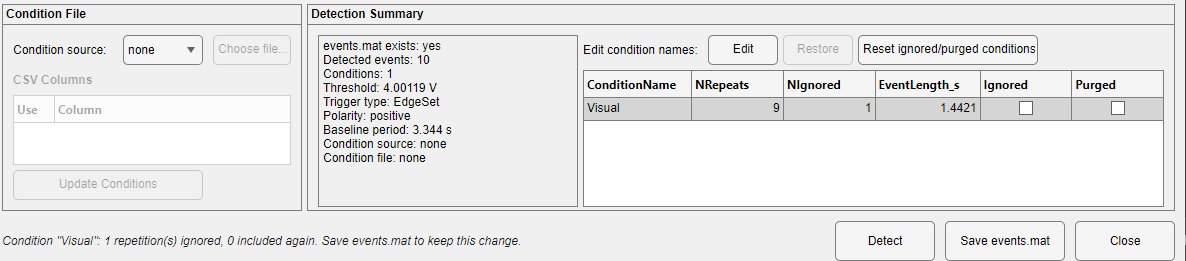 Condition File
Condition source: none Choose file...
CSV Columns
Use Column
Update Conditions
Detection Summary
events.mat exists: yes
Detected events: 10
Conditions: 1
Threshold: 4.00119 V
Trigger type: EdgeSet
Polarity: positive
Baseline period: 3.344 s
Condition source: none
Condition file: none
Edit condition names: Edit Restore Reset ignored/purged conditions
ConditionName NRepeats NIgnored EventLength_s Ignored Purged
Visual 9 1 1.4421
Condition "Visual": 1 repetition(s) ignored, 0 included again. Save events.mat to keep this change.
Detect Save events.mat Close